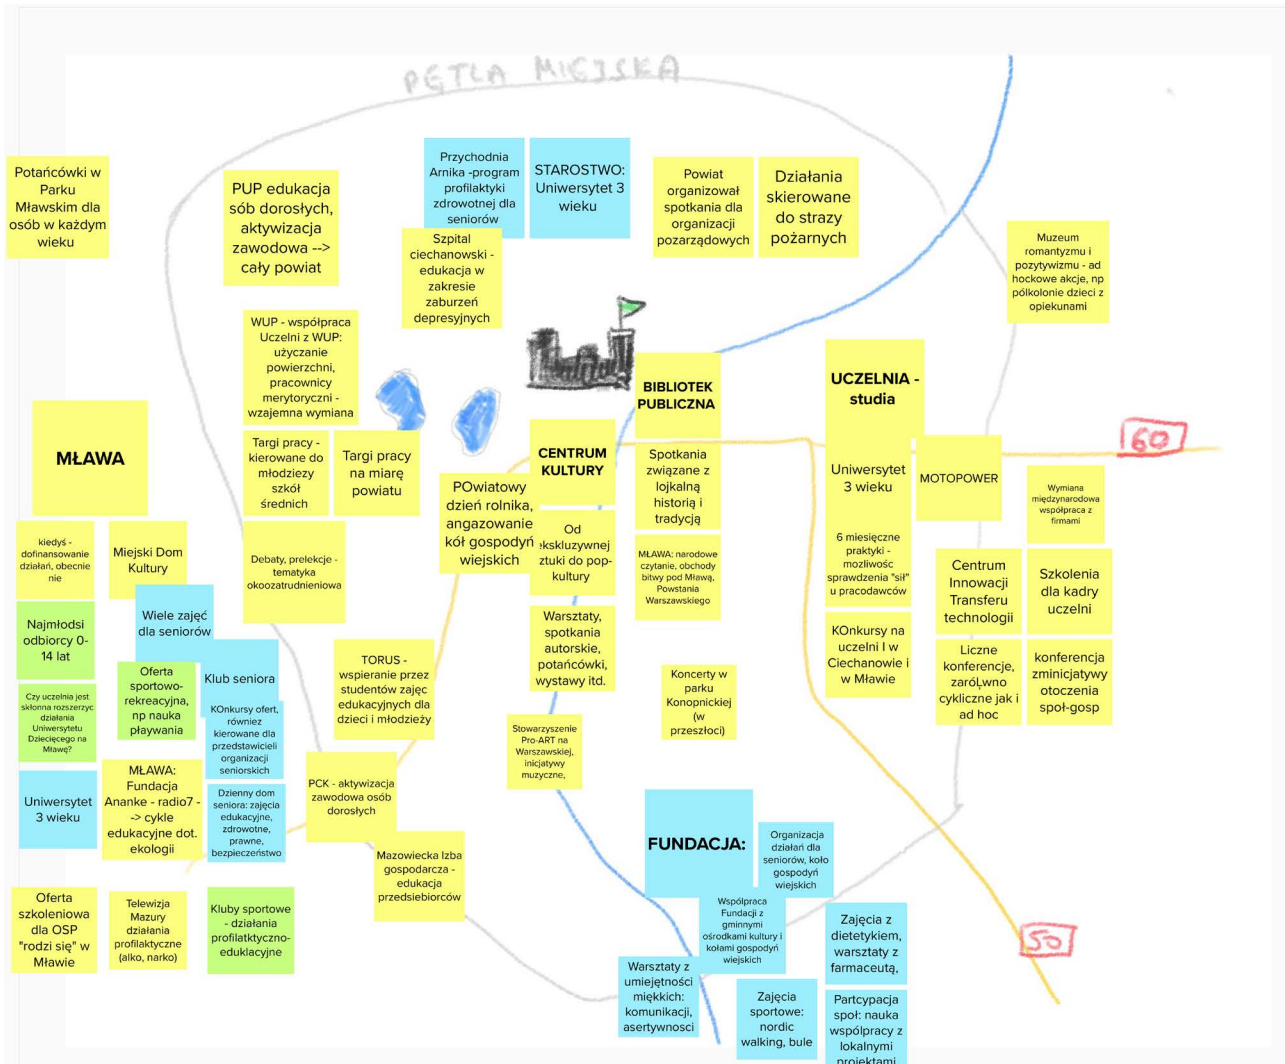 PĘTLA MIEJSKA
Potańcówki w
Parku
Mławskim dla
osób w każdym
wieku
PUP edukacja
sób dorosłych,
aktywizacja
zawodowa -->
cały powiat
Przychodnia
Arnika -program
profilaktyki
zdrowotnej dla
seniorów
STAROSTWO:
Uniwersytet 3
wieku
Szpital
ciechanowski -
edukacja w
zakresie
zaburzeń
depresyjnych
Powiat
organizował
spotkania dla
organizacji
pozarządowych
Działania
skierowane
do strazy
pożarnych
Muzeum
romantyzmu i
pozytywizmu - ad
hockowe akcje, np
pólkolonie dzieci z
opiekunami
WUP - współpraca
Uczelni z WUP:
użyczanie
powierzchni,
pracownicy
merytoryczni -
wzajemna wymiana
Targi pracy -
kierowane do
młodziezy
szkół
średnich
Targi pracy
na miarę
powiatu
Debaty, prelekcje -
tematyka
okoozatrudnieniowa
POwiatowy
dzień rolnika,
angazowanie
kół gospodyń
wiejskich
CENTRUM
KULTURY
Od
ekskluzywnej
ztuki do pop-
kultury
Warsztaty,
spotkania
autorskie,
potańcówki,
wystawy itd.
BIBLIOTEK
PUBLICZNA
Spotkania
związane z
lojkalną
historią i
tradycją
MŁAWA: narodowe
czytanie, obchody
bitwy pod Mławą,
Powstania
Warszawskiego
Koncerty w
parku
Konopnickiej
(w
przeszłoci)
Stowarzyszenie
Pro-ART na
Warszawskiej,
inicjatywy
muzyczne,
UCZELNIA -
studia
Uniwersytet
3 wieku
6 miesięczne
praktyki -
mozliwośc
sprawdzenia "sił"
u pracodawców
KOnkursy na
uczelni I w
Ciechanowie i
w Mławie
MOTOPOWER
60
Wymiana
międzynarodowa
współpraca z
firmami
Centrum
Innowacji
Transferu
technologii
Szkolenia
dla kadry
uczelni
Liczne
konferencje,
zaróĻwno
cykliczne jak i
ad hoc
konferencja
zminicjatywy
otoczenia
społ-gosp
MŁAWA
kiedyś -
dofinansowanie
działań, obecnie
nie
Miejski Dom
Kultury
Wiele zajęć
dla seniorów
Najmłodsi
odbiorcy 0-
14 lat
Oferta
sportowo-
rekreacyjna,
np nauka
pływania
Klub seniora
Czy uczelnia jest
skłonna rozszerzyc
działania
Uniwersytetu
Dziecięcego na
Mławę?
KOnkursy ofert,
równiez
kierowane dla
przedstawicieli
organizacji
seniorskich
Uniwersytet
3 wieku
MŁAWA:
Fundacja
Ananke - radio7 -
-> cykle
edukacyjne dot.
ekologii
Dzienny dom
seniora: zajęcia
edukacyjne,
zdrowotne,
prawne,
bezpieczeństwo
Oferta
szkoleniowa
dla OSP
"rodzi się" w
Mławie
Telewizja
Mazury
działania
profilaktyczne
(alko, narko)
Kluby sportowe
- działania
profilatktyczno-
eduklacyjne
TORUS -
wspieranie przez
studentów zajęc
edukacyjnych dla
dzieci i młodzieży
PCK - aktywizacja
zawodowa osób
dorosłych
Mazowiecka Izba
gospodarcza -
edukacja
przedsiebiorców
FUNDACJA:
Organizacja
działań dla
seniorów, koło
gospodyń
wiejskich
Współpraca
Fundacji z
gminnymi
ośrodkami kultury i
kołami gospodyń
wiejskich
Warsztaty z
umiejętności
miękkich:
komunikacji,
asertywnosci
Zajęcia
sportowe:
nordic
walking, bule
Zajęcia z
dietetykiem,
warsztaty z
farmaceutą,
Partcypacja
społ: nauka
wspólpracy z
lokalnymi
projektami
50